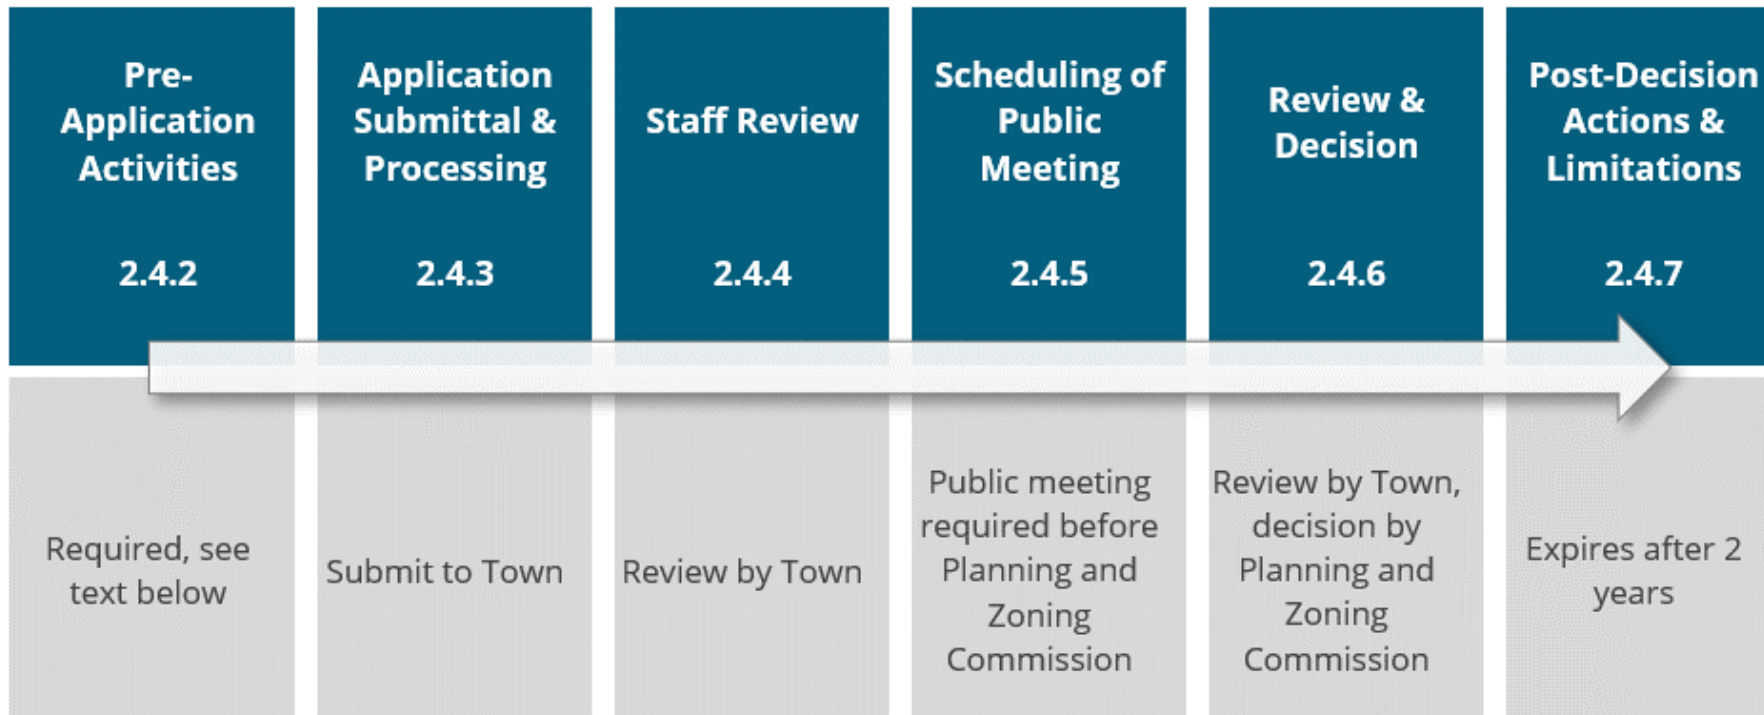 Pre-
Application
Activities
2.4.2
Application
Submittal &
Processing
2.4.3
Staff Review
2.4.4
Scheduling of
Public
Meeting
2.4.5
Review &
Decision
2.4.6
Post-Decision
Actions &
Limitations
2.4.7
Required, see
text below
Submit to Town
Review by Town
Public meeting
required before
Planning and
Zoning
Commission
Review by Town,
decision by
Planning and
Zoning
Commission
Expires after 2
years